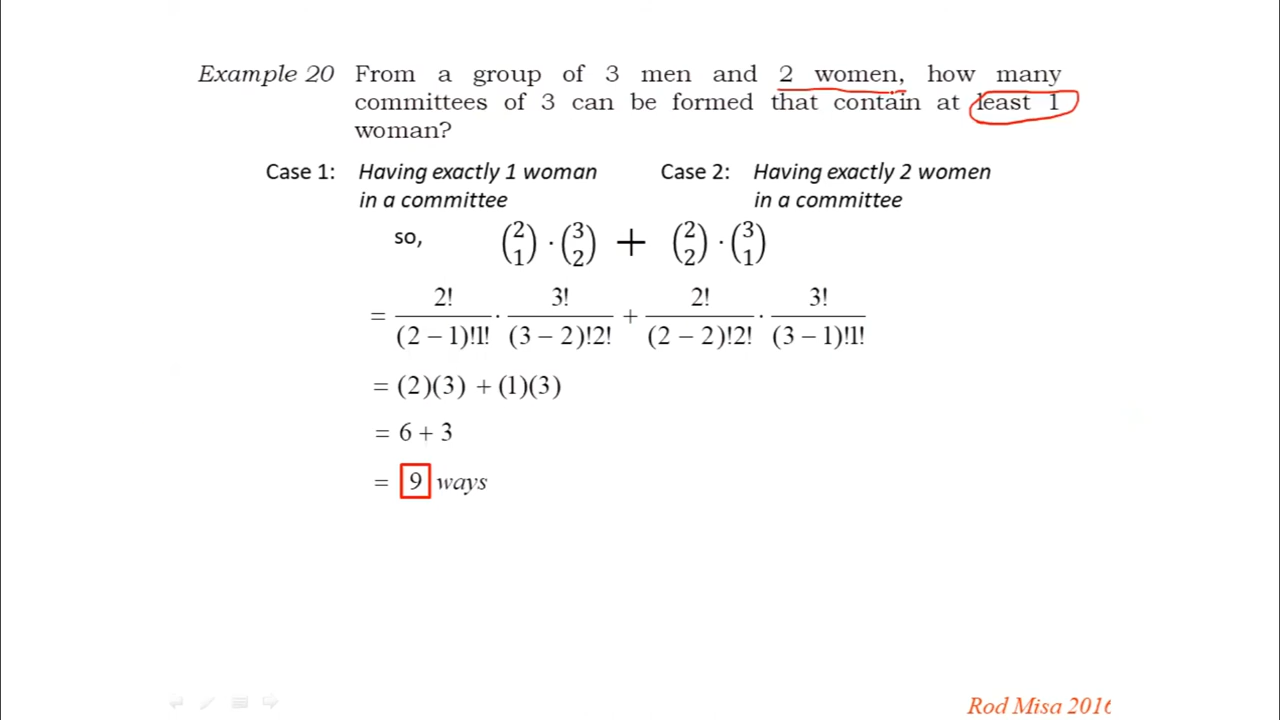 Example 20 From a group of 3 men and 2 women, how many
committees of 3 can be formed that contain at least 1
woman?
Case 1: Having exactly 1 woman Case 2: Having exactly 2 women
in a committee in a committee
so, (2 1) · (3 2) + (2 2) · (3 1)
= 2!/(2 − 1)!1! · 3!/(3 − 2)!2! + 2!/(2 − 2)!2! · 3!/(3 − 1)!1!
= (2)(3) + (1)(3)
= 6 + 3
= 9 ways
Rod Misa 2016